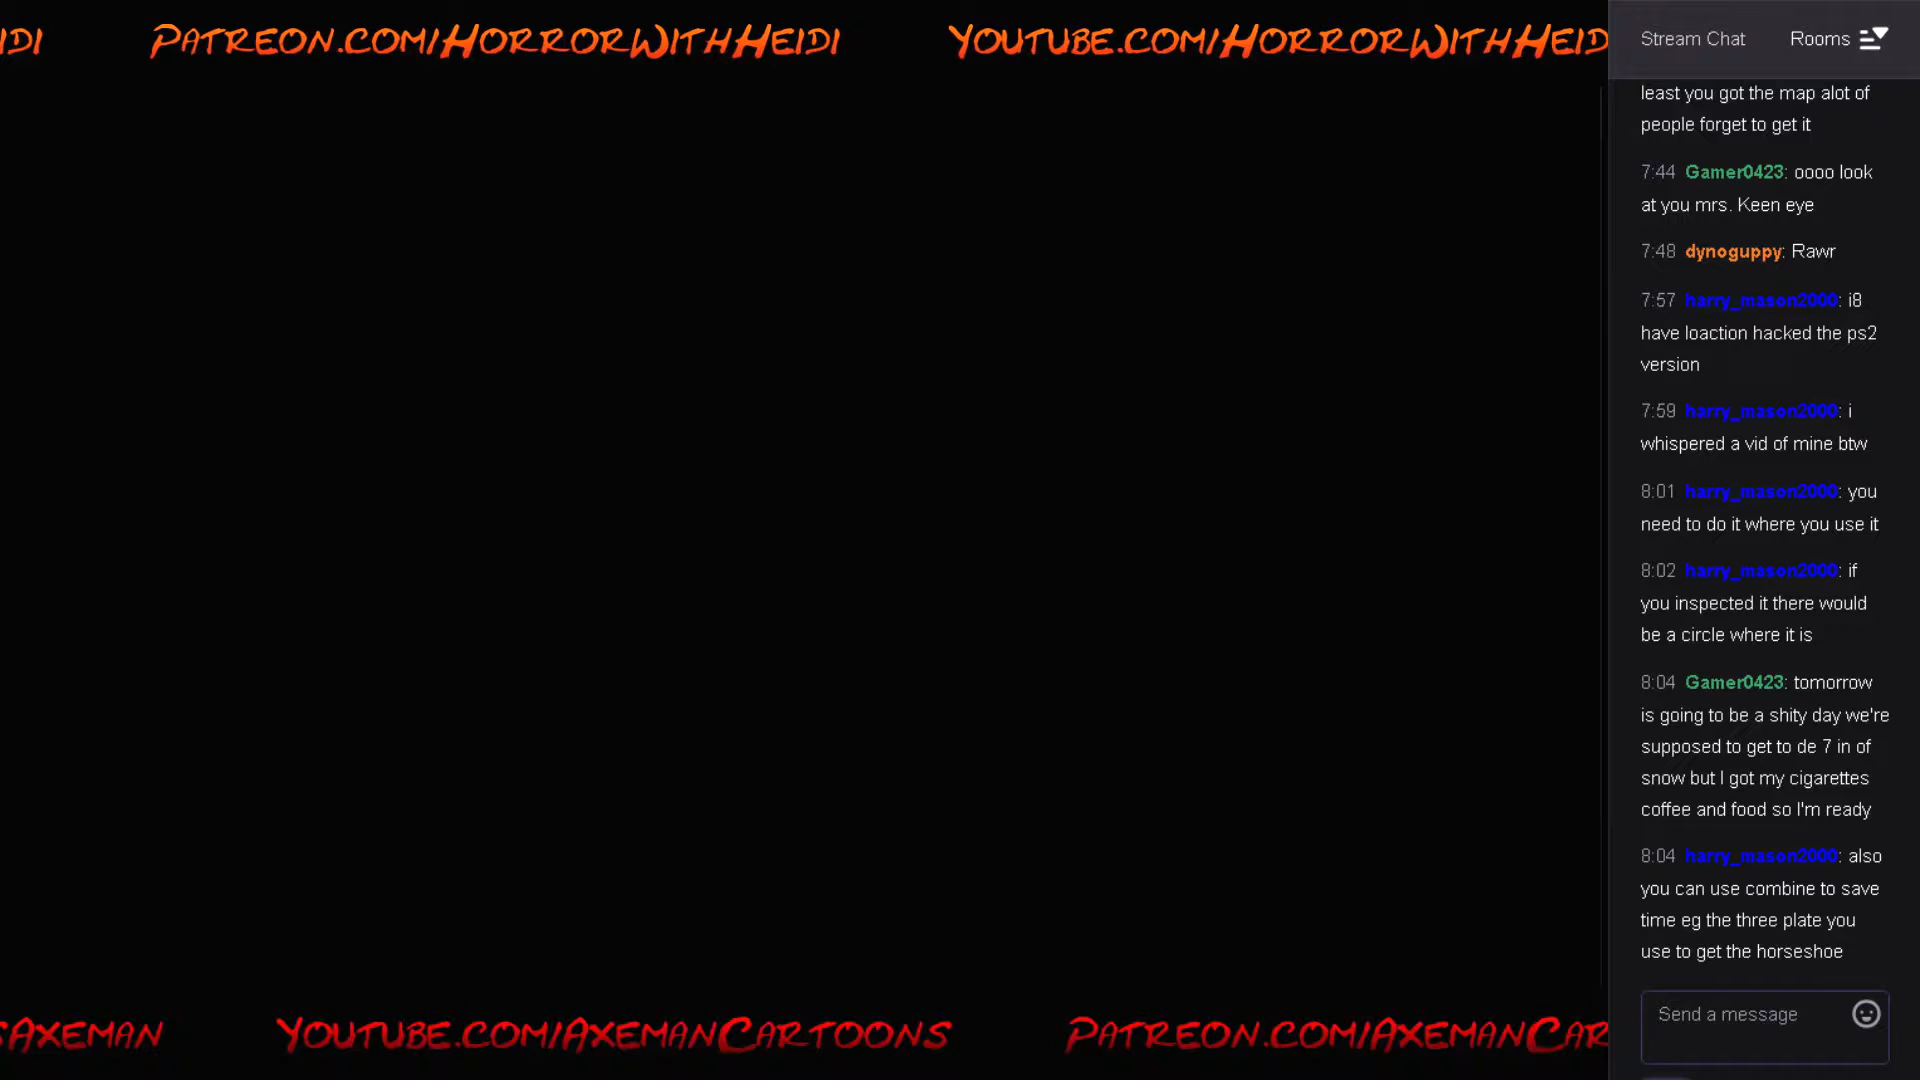 IDI Patreon.com/HorrorWithHeidi Youtube.com/HorrorWithHeid
Stream Chat Rooms
least you got the map alot of
people forget to get it
7:44 Gamer0423: oooo look
at you mrs. Keen eye
7:48 dynoguppy: Rawr
7:57 harry_mason2000: i8
have loaction hacked the ps2
version
7:59 harry_mason2000: i
whispered a vid of mine btw
8:01 harry_mason2000: you
need to do it where you use it
8:02 harry_mason2000: if
you inspected it there would
be a circle where it is
8:04 Gamer0423: tomorrow
is going to be a shity day we're
supposed to get to de 7 in of
snow but I got my cigarettes
coffee and food so I'm ready
8:04 harry_mason2000: also
you can use combine to save
time eg the three plate you
use to get the horseshoe
Send a message
sAxeman Youtube.com/AxemanCartoons Patreon.com/AxemanCar